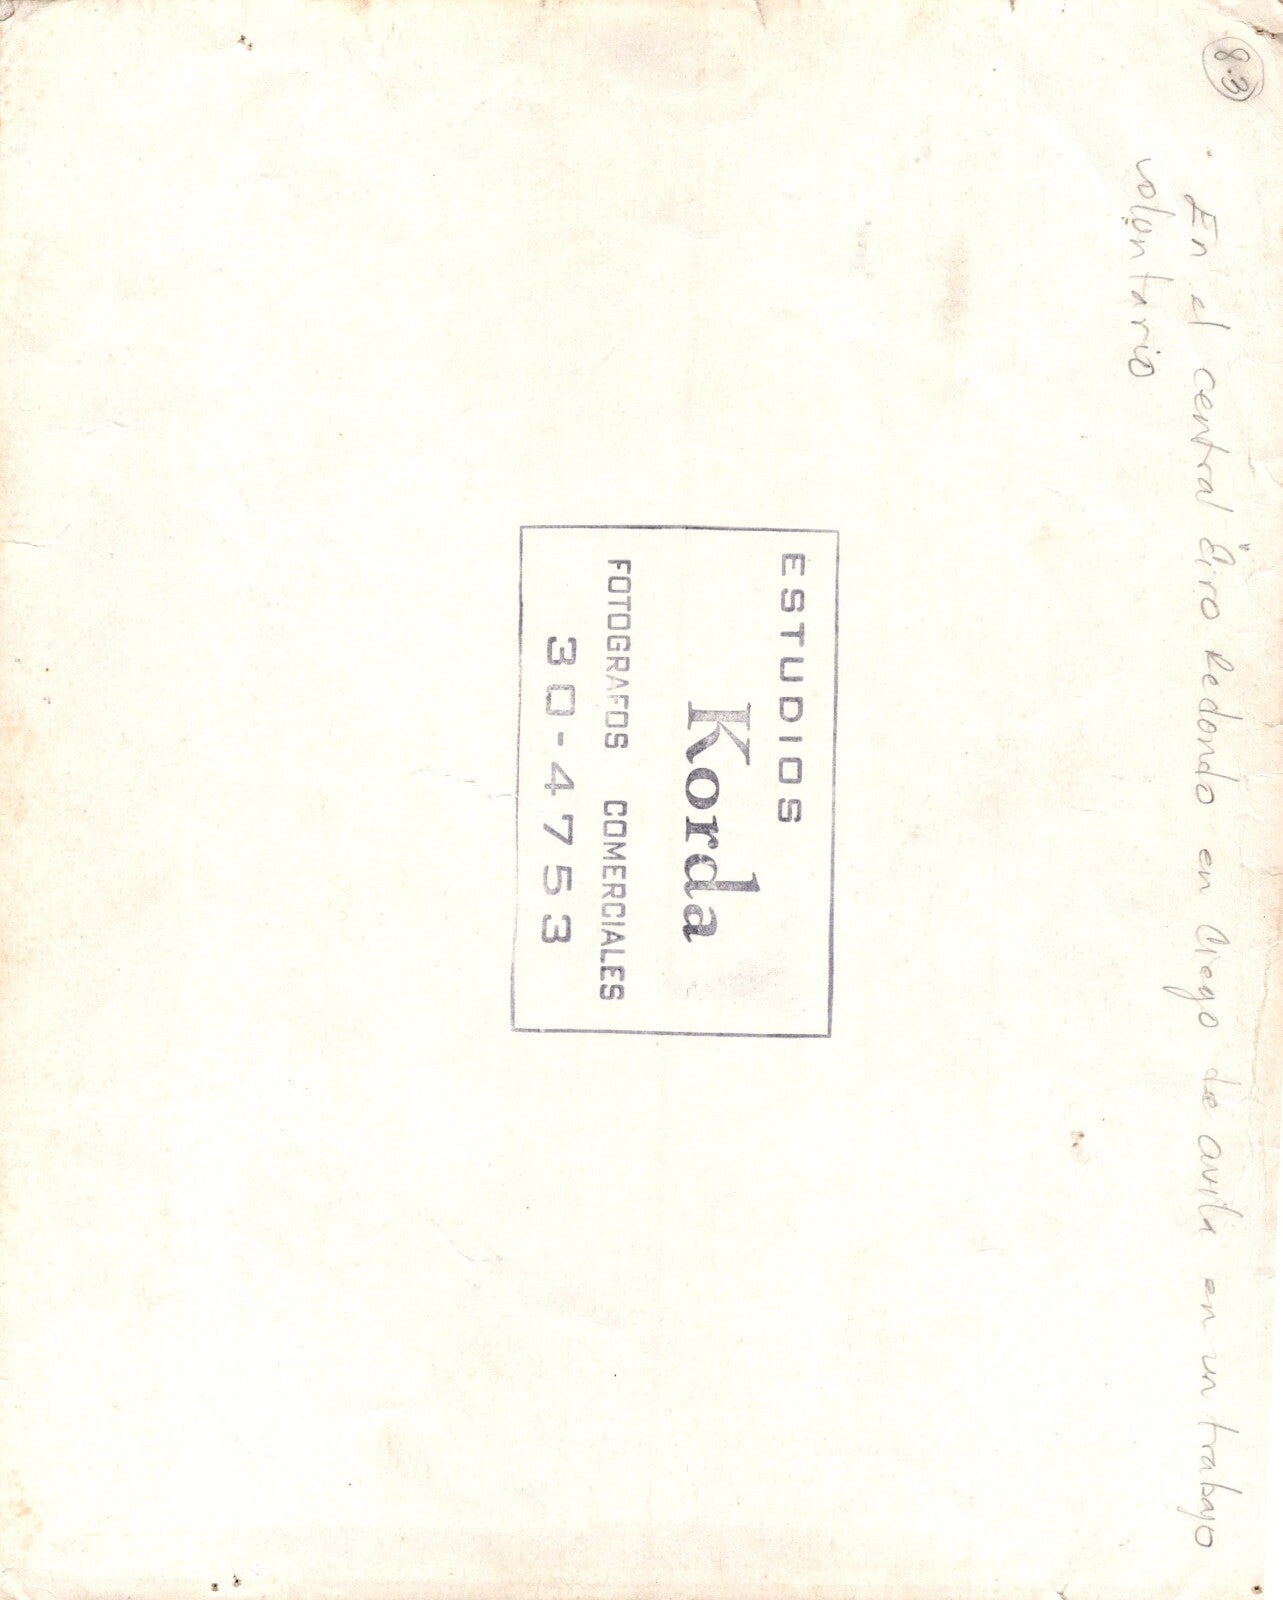 8.3
En el central "Ciro Redondo en Ciego de avila en un trabajo
volontario
ESTUDIOS
Korda
FOTOGRAFOS COMERCIALES
30-4753